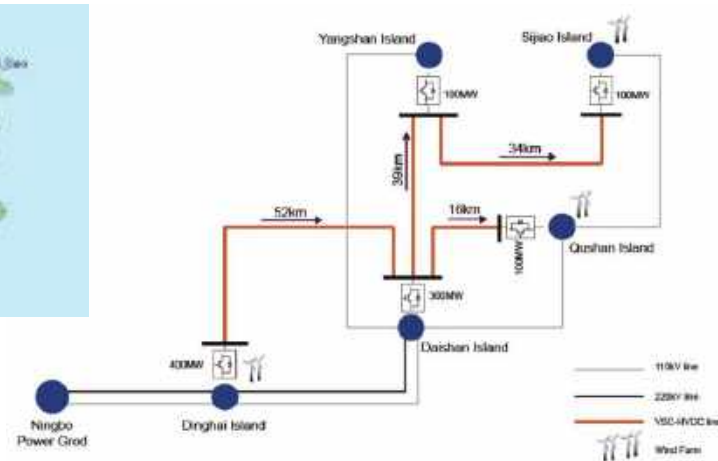 Yangshan Island
Sijiao Island
100MW
100MW
34km
39km
52km
16km
100MW
Qushan Island
300MW
Daishan Island
400MW
Dinghai Island
Ningbo
Power Grod
110kV line
220kV line
VSC-HVDC line
Wind Farm